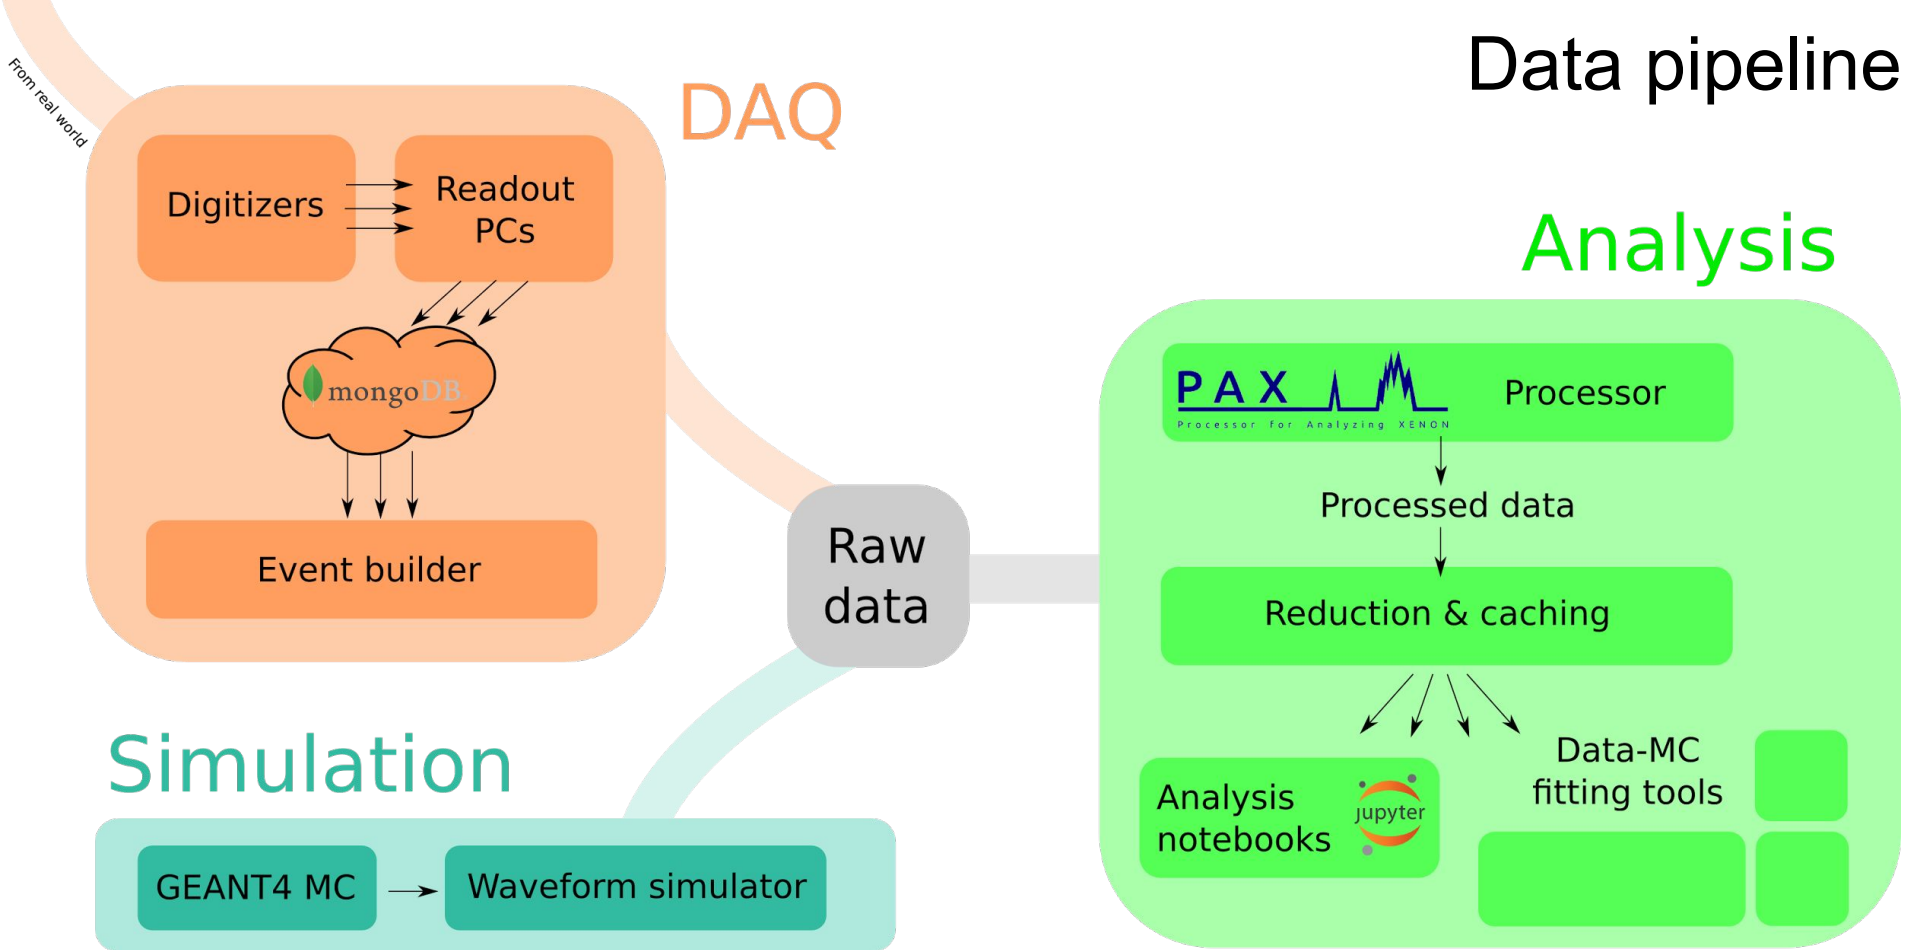 Data pipeline
From real world
DAQ
Digitizers
Readout
PCs
mongoDB
Event builder
Raw
data
Simulation
GEANT4 MC
Waveform simulator
Analysis
PAX
Processor for Analyzing XENON
Processor
Processed data
Reduction & caching
Analysis
notebooks
jupyter
Data-MC
fitting tools